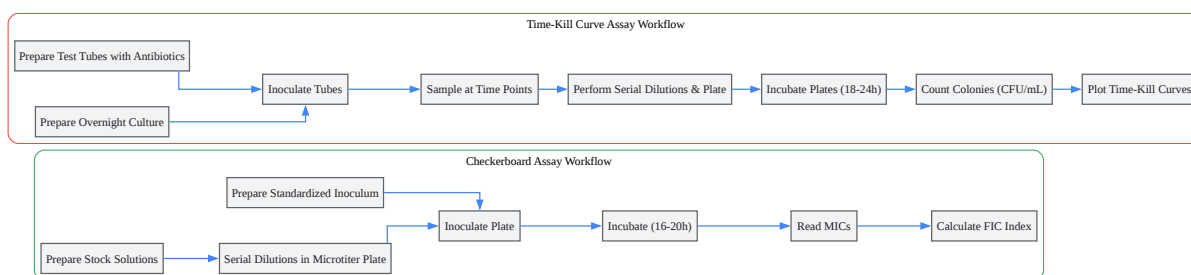 Time-Kill Curve Assay Workflow
Prepare Test Tubes with Antibiotics
Prepare Overnight Culture
Inoculate Tubes
Sample at Time Points
Perform Serial Dilutions & Plate
Incubate Plates (18-24h)
Count Colonies (CFU/mL)
Plot Time-Kill Curves
Checkerboard Assay Workflow
Prepare Standardized Inoculum
Prepare Stock Solutions
Serial Dilutions in Microtiter Plate
Inoculate Plate
Incubate (16-20h)
Read MICs
Calculate FIC Index